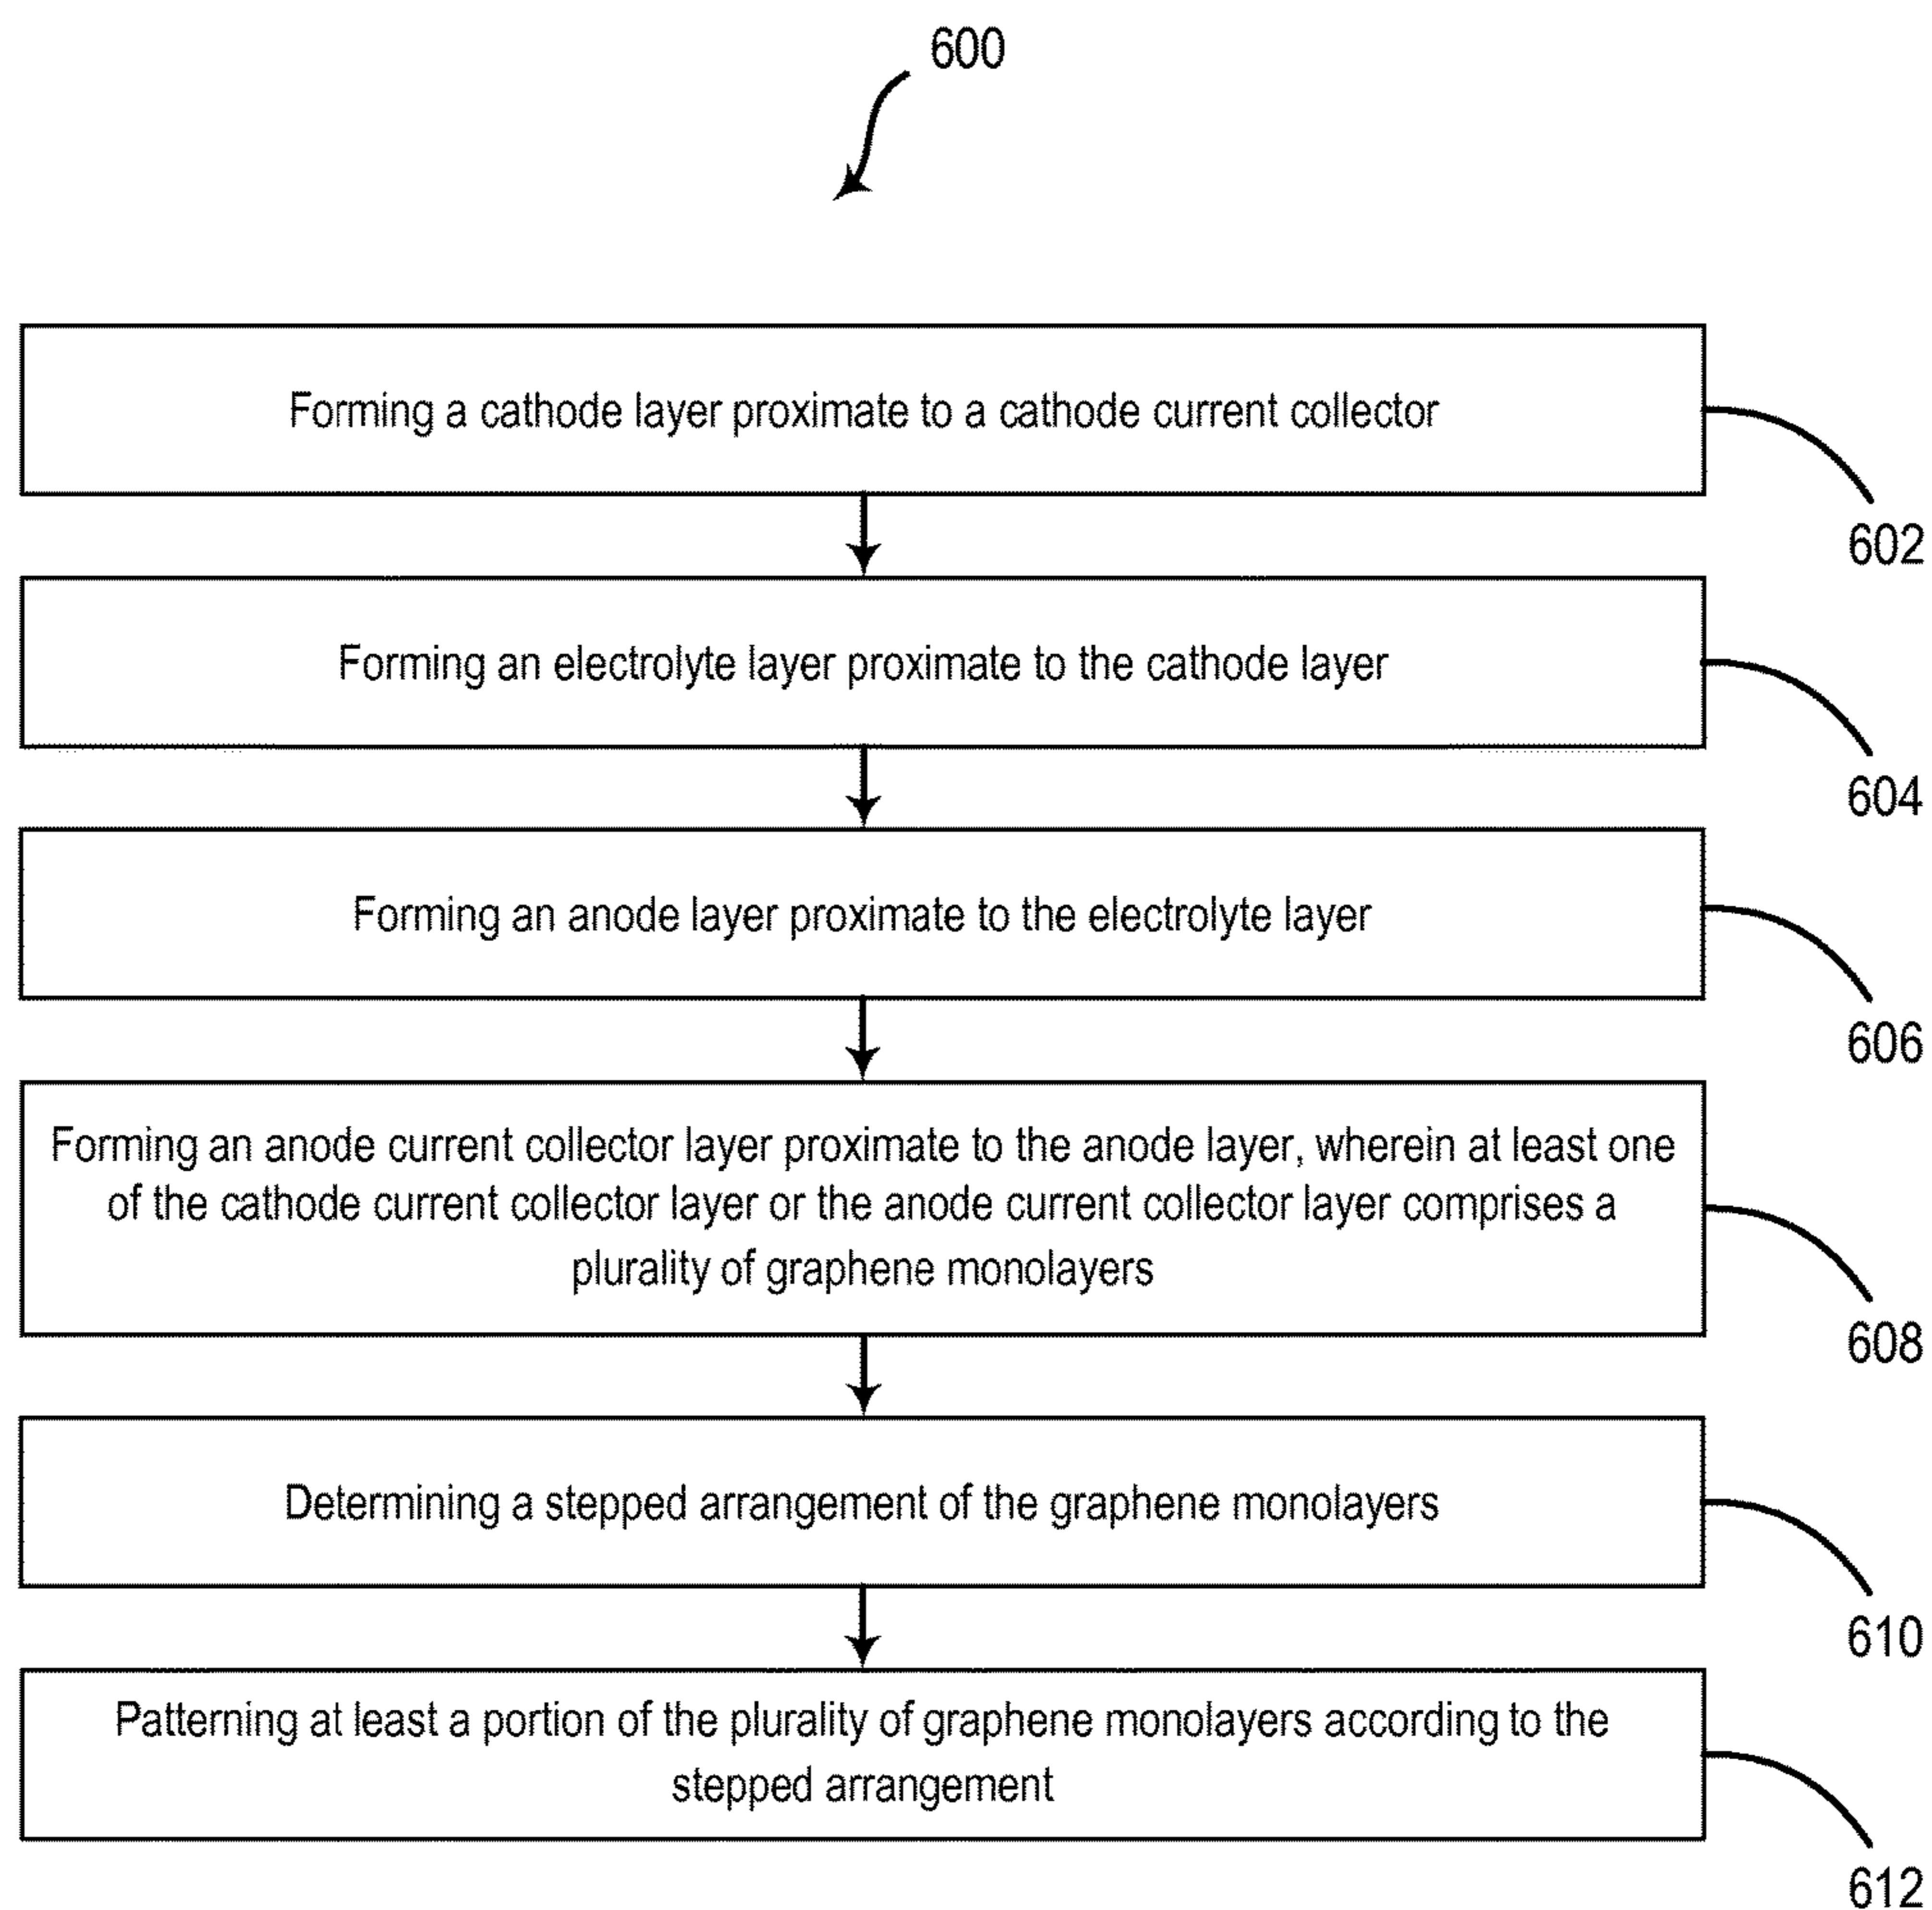 600
Forming a cathode layer proximate to a cathode current collector
602
Forming an electrolyte layer proximate to the cathode layer
604
Forming an anode layer proximate to the electrolyte layer
606
Forming an anode current collector layer proximate to the anode layer, wherein at least one
of the cathode current collector layer or the anode current collector layer comprises a
plurality of graphene monolayers
608
Determining a stepped arrangement of the graphene monolayers
610
Patterning at least a portion of the plurality of graphene monolayers according to the
stepped arrangement
612